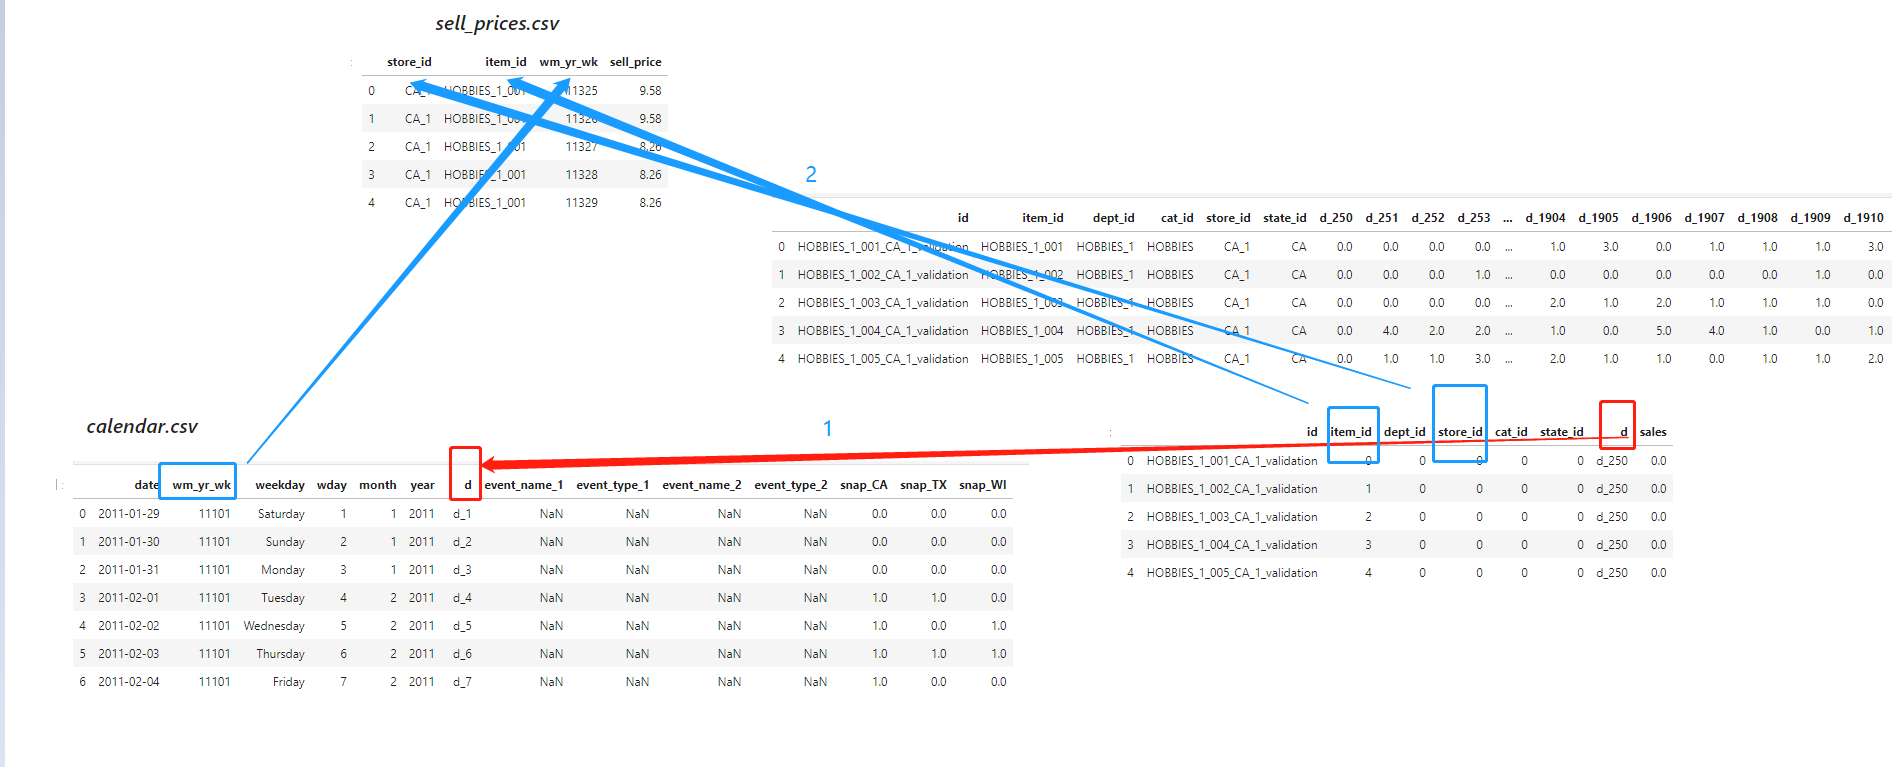 sell_prices.csv
: store_id item_id wm_yr_wk sell_price
0 CA_1 HOBBIES_1_001 11325 9.58
1 CA_1 HOBBIES_1_001 11326 9.58
2 CA_1 HOBBIES_1_001 11327 8.26
3 CA_1 HOBBIES_1_001 11328 8.26
4 CA_1 HOBBIES_1_001 11329 8.26
2
id item_id dept_id cat_id store_id state_id d_250 d_251 d_252 d_253 ... d_1904 d_1905 d_1906 d_1907 d_1908 d_1909 d_1910
0 HOBBIES_1_001_CA_1_validation HOBBIES_1_001 HOBBIES_1 HOBBIES CA_1 CA 0.0 0.0 0.0 0.0 ... 1.0 3.0 0.0 1.0 1.0 1.0 3.0
1 HOBBIES_1_002_CA_1_validation HOBBIES_1_002 HOBBIES_1 HOBBIES CA_1 CA 0.0 0.0 0.0 1.0 ... 0.0 0.0 0.0 0.0 0.0 1.0 0.0
2 HOBBIES_1_003_CA_1_validation HOBBIES_1_003 HOBBIES_1 HOBBIES CA_1 CA 0.0 0.0 0.0 0.0 ... 2.0 1.0 2.0 1.0 1.0 1.0 0.0
3 HOBBIES_1_004_CA_1_validation HOBBIES_1_004 HOBBIES_1 HOBBIES CA_1 CA 0.0 4.0 2.0 2.0 ... 1.0 0.0 5.0 4.0 1.0 0.0 1.0
4 HOBBIES_1_005_CA_1_validation HOBBIES_1_005 HOBBIES_1 HOBBIES CA_1 CA 0.0 1.0 1.0 3.0 ... 2.0 1.0 1.0 0.0 1.0 1.0 2.0
calendar.csv
1
: date wm_yr_wk weekday wday month year d event_name_1 event_type_1 event_name_2 event_type_2 snap_CA snap_TX snap_WI
0 2011-01-29 11101 Saturday 1 1 2011 d_1 NaN NaN NaN NaN 0.0 0.0 0.0
1 2011-01-30 11101 Sunday 2 1 2011 d_2 NaN NaN NaN NaN 0.0 0.0 0.0
2 2011-01-31 11101 Monday 3 1 2011 d_3 NaN NaN NaN NaN 0.0 0.0 0.0
3 2011-02-01 11101 Tuesday 4 2 2011 d_4 NaN NaN NaN NaN 1.0 1.0 0.0
4 2011-02-02 11101 Wednesday 5 2 2011 d_5 NaN NaN NaN NaN 1.0 0.0 1.0
5 2011-02-03 11101 Thursday 6 2 2011 d_6 NaN NaN NaN NaN 1.0 1.0 1.0
6 2011-02-04 11101 Friday 7 2 2011 d_7 NaN NaN NaN NaN 1.0 0.0 0.0
: id item_id dept_id store_id cat_id state_id d sales
0 HOBBIES_1_001_CA_1_validation 0 0 0 0 0 d_250 0.0
1 HOBBIES_1_002_CA_1_validation 1 0 0 0 0 d_250 0.0
2 HOBBIES_1_003_CA_1_validation 2 0 0 0 0 d_250 0.0
3 HOBBIES_1_004_CA_1_validation 3 0 0 0 0 d_250 0.0
4 HOBBIES_1_005_CA_1_validation 4 0 0 0 0 d_250 0.0